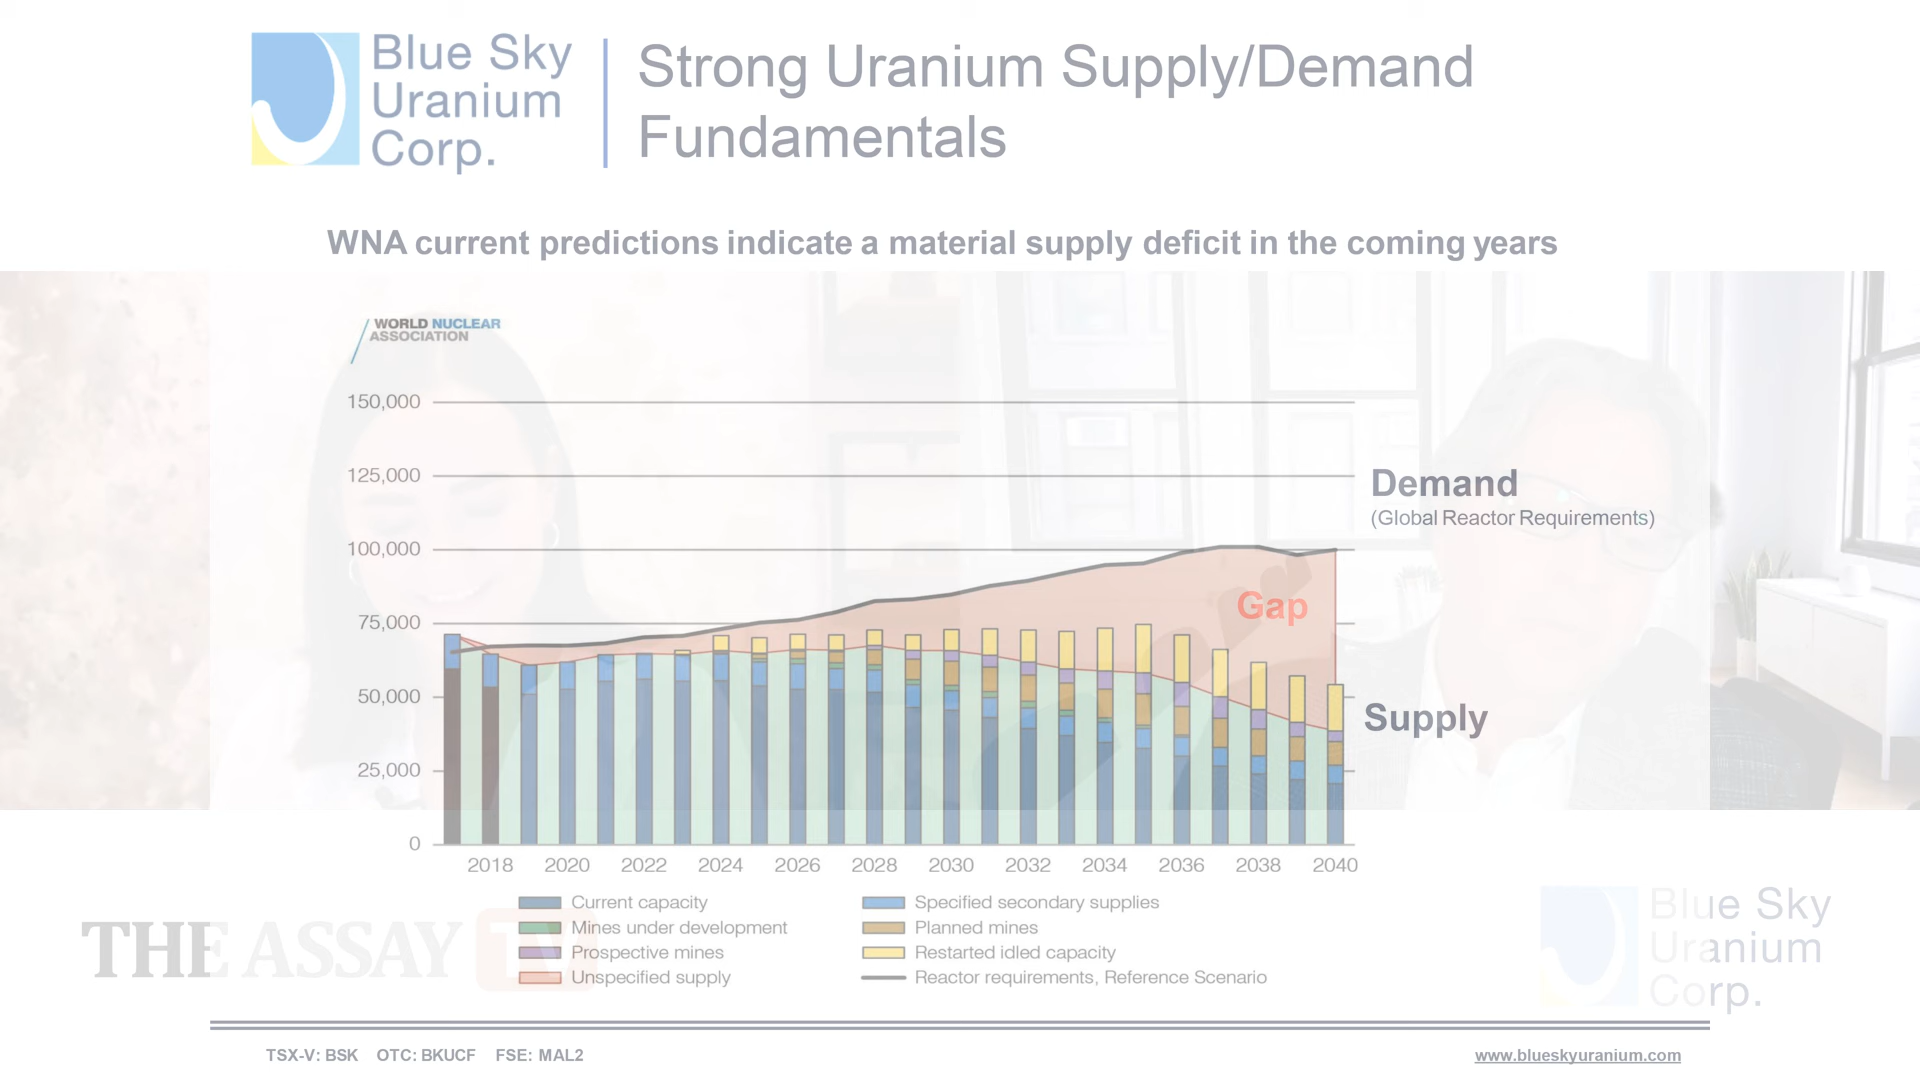 Blue Sky
Uranium
Corp.
Strong Uranium Supply/Demand
Fundamentals
WNA current predictions indicate a material supply deficit in the coming years
WORLD NUCLEAR
ASSOCIATION
150,000
125,000
100,000
75,000
50,000
25,000
0
Demand
(Global Reactor Requirements)
Gap
Supply
2018 2020 2022 2024 2026 2028 2030 2032 2034 2036 2038 2040
Current capacity
Specified secondary supplies
Mines under development
Planned mines
Prospective mines
Restarted idled capacity
Unspecified supply
Reactor requirements, Reference Scenario
THE ASSAY TV
Blue Sky
Uranium
Corp.
TSX-V: BSK OTC: BKUCF FSE: MAL2
www.blueskyuranium.com